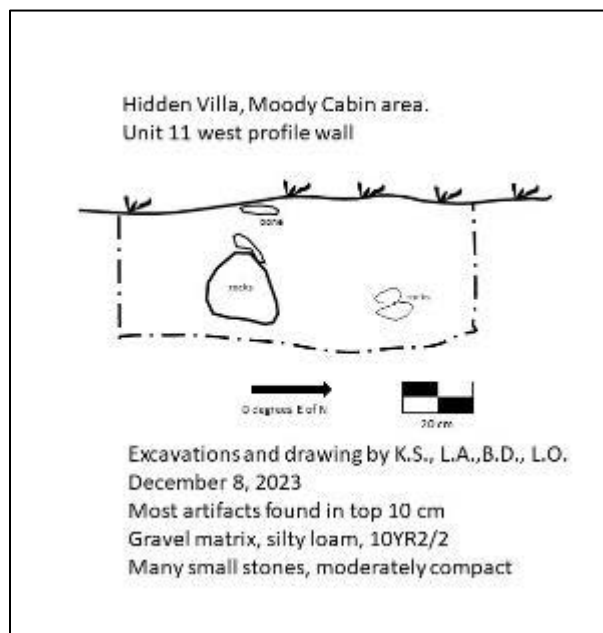 Hidden Villa, Moody Cabin area.
Unit 11 west profile wall
bone
rocks
rocks
0 degrees E of N
20 cm
Excavations and drawing by K.S., L.A.,B.D., L.O.
December 8, 2023
Most artifacts found in top 10 cm
Gravel matrix, silty loam, 10YR2/2
Many small stones, moderately compact